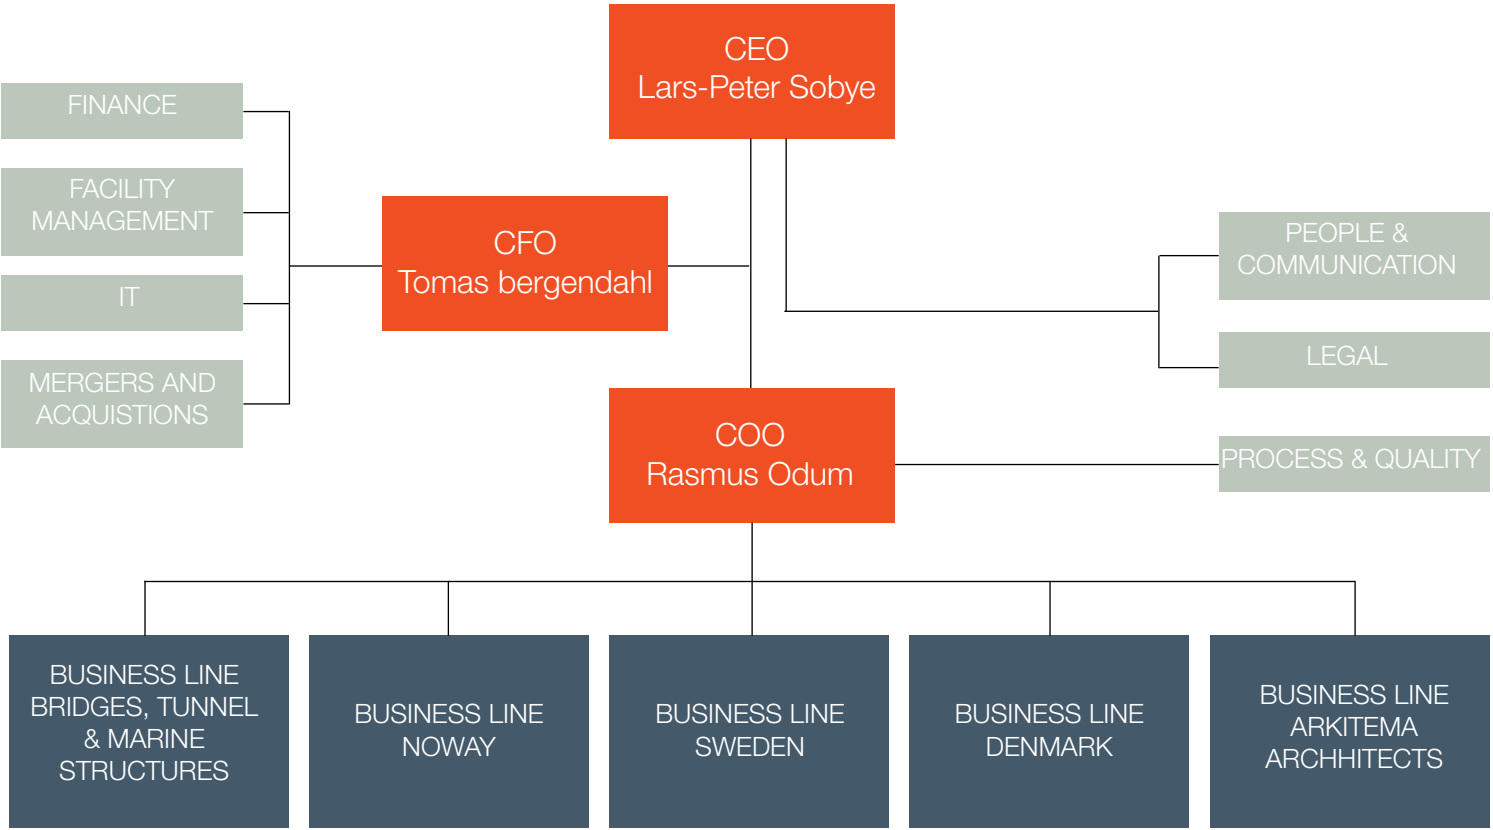 CEO
Lars-Peter Sobye
FINANCE
FACILITY
MANAGEMENT
IT
MERGERS AND
ACQUISTIONS
CFO
Tomas bergendahl
PEOPLE &
COMMUNICATION
LEGAL
COO
Rasmus Odum
PROCESS & QUALITY
BUSINESS LINE
BRIDGES, TUNNEL
& MARINE
STRUCTURES
BUSINESS LINE
NOWAY
BUSINESS LINE
SWEDEN
BUSINESS LINE
DENMARK
BUSINESS LINE
ARKITEMA
ARCHHITECTS